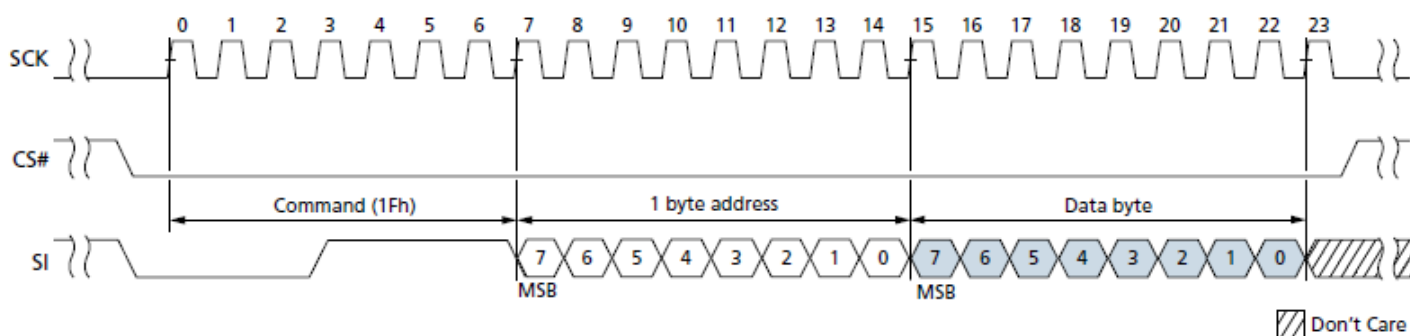 0 1 2 3 4 5 6 7 8 9 10 11 12 13 14 15 16 17 18 19 20 21 22 23
SCK
CS#
Command (1Fh) 1 byte address Data byte
SI 7 6 5 4 3 2 1 0 7 6 5 4 3 2 1 0
MSB MSB
Don't Care